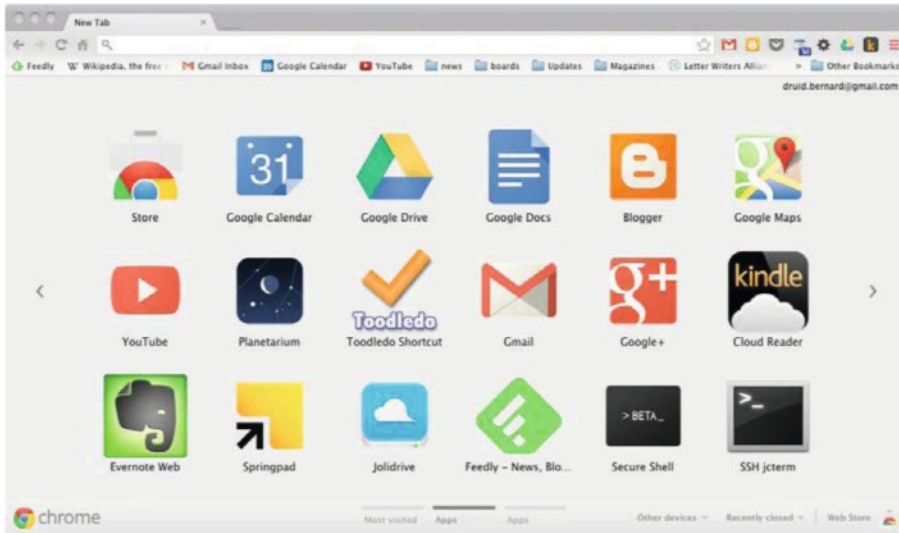 New Tab
Feedly W Wikipedia, the free Gmail Inbox 31 Google Calendar YouTube news boards Updates Magazines Letter Writers Allian » Other Bookmarks
druid.bernard@gmail.com
31
g
Store Google Calendar Google Drive Google Docs Blogger Google Maps
Toodledo g+ kindle
YouTube Planetarium Toodledo Shortcut Gmail Google+ Cloud Reader
> BETA_ >_
Evernote Web Springpad Jolidrive Feedly – News, Blo... Secure Shell SSH jcterm
chrome Most visited Apps Apps Other devices Recently closed Web Store